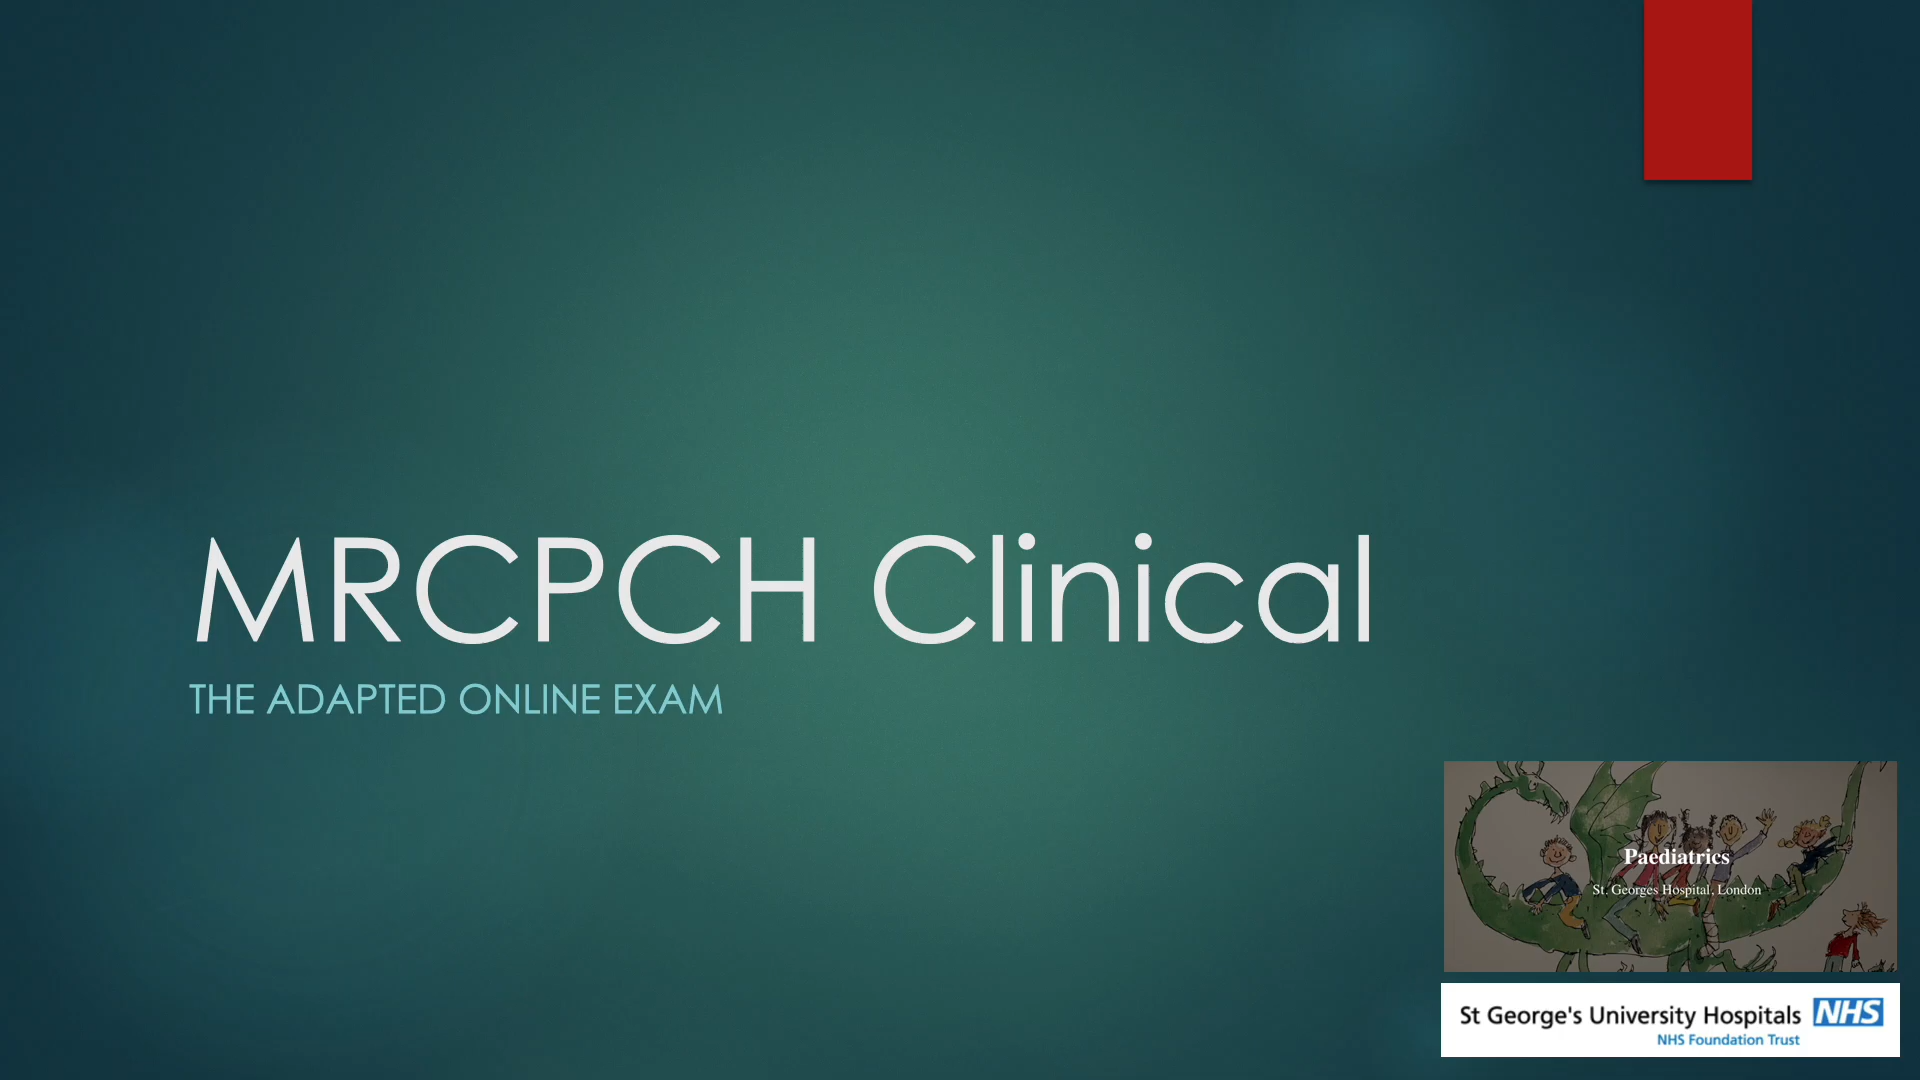 MRCPCH Clinical
THE ADAPTED ONLINE EXAM
Paediatrics
St. Georges Hospital, London
St George's University Hospitals NHS
NHS Foundation Trust